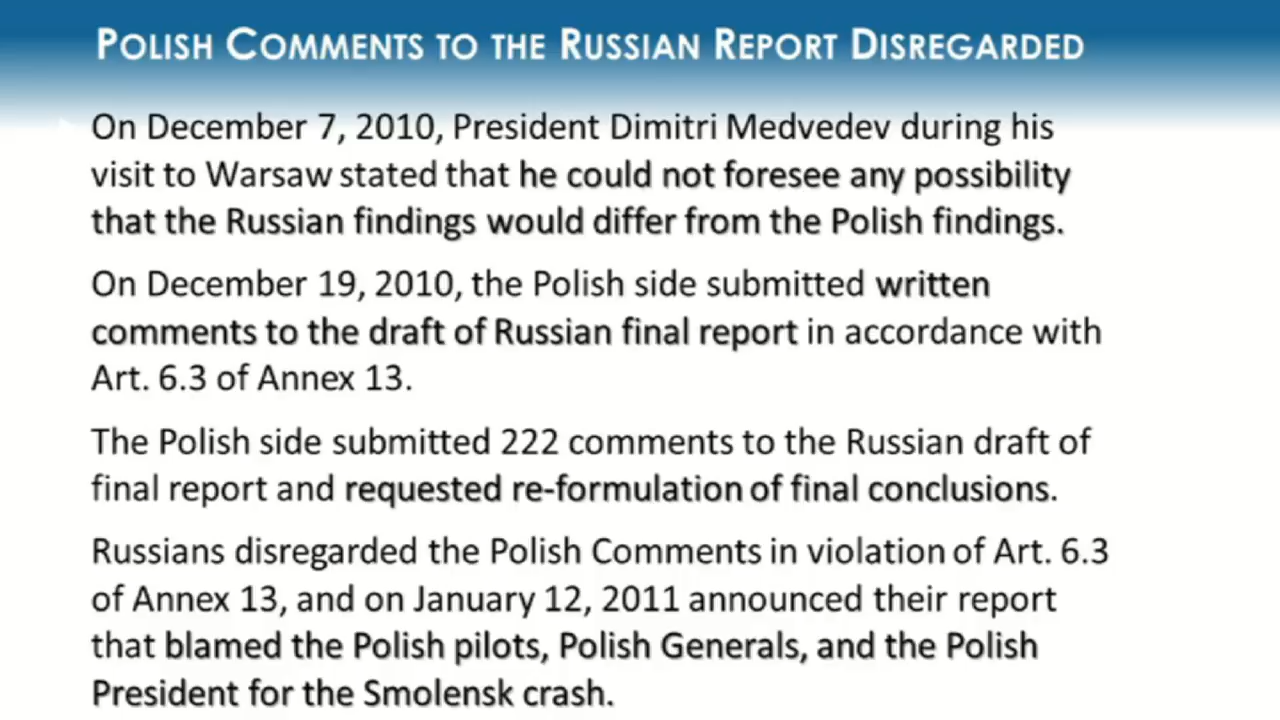 POLISH COMMENTS TO THE RUSSIAN REPORT DISREGARDED
On December 7, 2010, President Dimitri Medvedev during his
visit to Warsaw stated that he could not foresee any possibility
that the Russian findings would differ from the Polish findings.
On December 19, 2010, the Polish side submitted written
comments to the draft of Russian final report in accordance with
Art. 6.3 of Annex 13.
The Polish side submitted 222 comments to the Russian draft of
final report and requested re-formulation of final conclusions.
Russians disregarded the Polish Comments in violation of Art. 6.3
of Annex 13, and on January 12, 2011 announced their report
that blamed the Polish pilots, Polish Generals, and the Polish
President for the Smolensk crash.